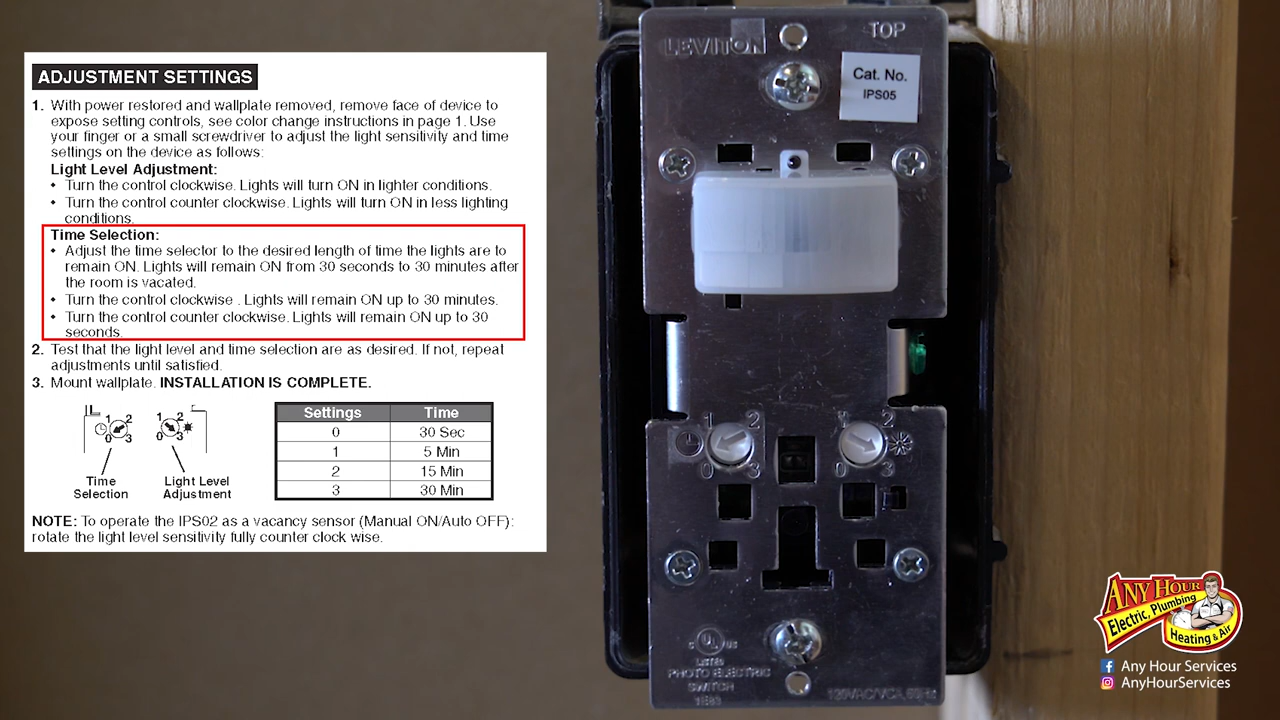 ADJUSTMENT SETTINGS
1. With power restored and wallplate removed, remove face of device to
expose setting controls, see color change instructions in page 1. Use
your finger or a small screwdriver to adjust the light sensitivity and time
settings on the device as follows:
Light Level Adjustment:
• Turn the control clockwise. Lights will turn ON in lighter conditions.
• Turn the control counter clockwise. Lights will turn ON in less lighting
conditions.
Time Selection:
• Adjust the time selector to the desired length of time the lights are to
remain ON. Lights will remain ON from 30 seconds to 30 minutes after
the room is vacated.
• Turn the control clockwise . Lights will remain ON up to 30 minutes.
• Turn the control counter clockwise. Lights will remain ON up to 30
seconds.
2. Test that the light level and time selection are as desired. If not, repeat
adjustments until satisfied.
3. Mount wallplate. INSTALLATION IS COMPLETE.
1 2
0 3
1 2
0 3
Time
Selection
Light Level
Adjustment
Settings Time
0 30 Sec
1 5 Min
2 15 Min
3 30 Min
NOTE: To operate the IPS02 as a vacancy sensor (Manual ON/Auto OFF):
rotate the light level sensitivity fully counter clock wise.
LEVITON
TOP
Cat. No.
IPS05
1 2
0 3
1 2
0 3
UL
LISTED
PHOTO ELECTRIC
SWITCH
ANY HOUR
Electric, Plumbing
Heating & Air
Any Hour Services
AnyHourServices